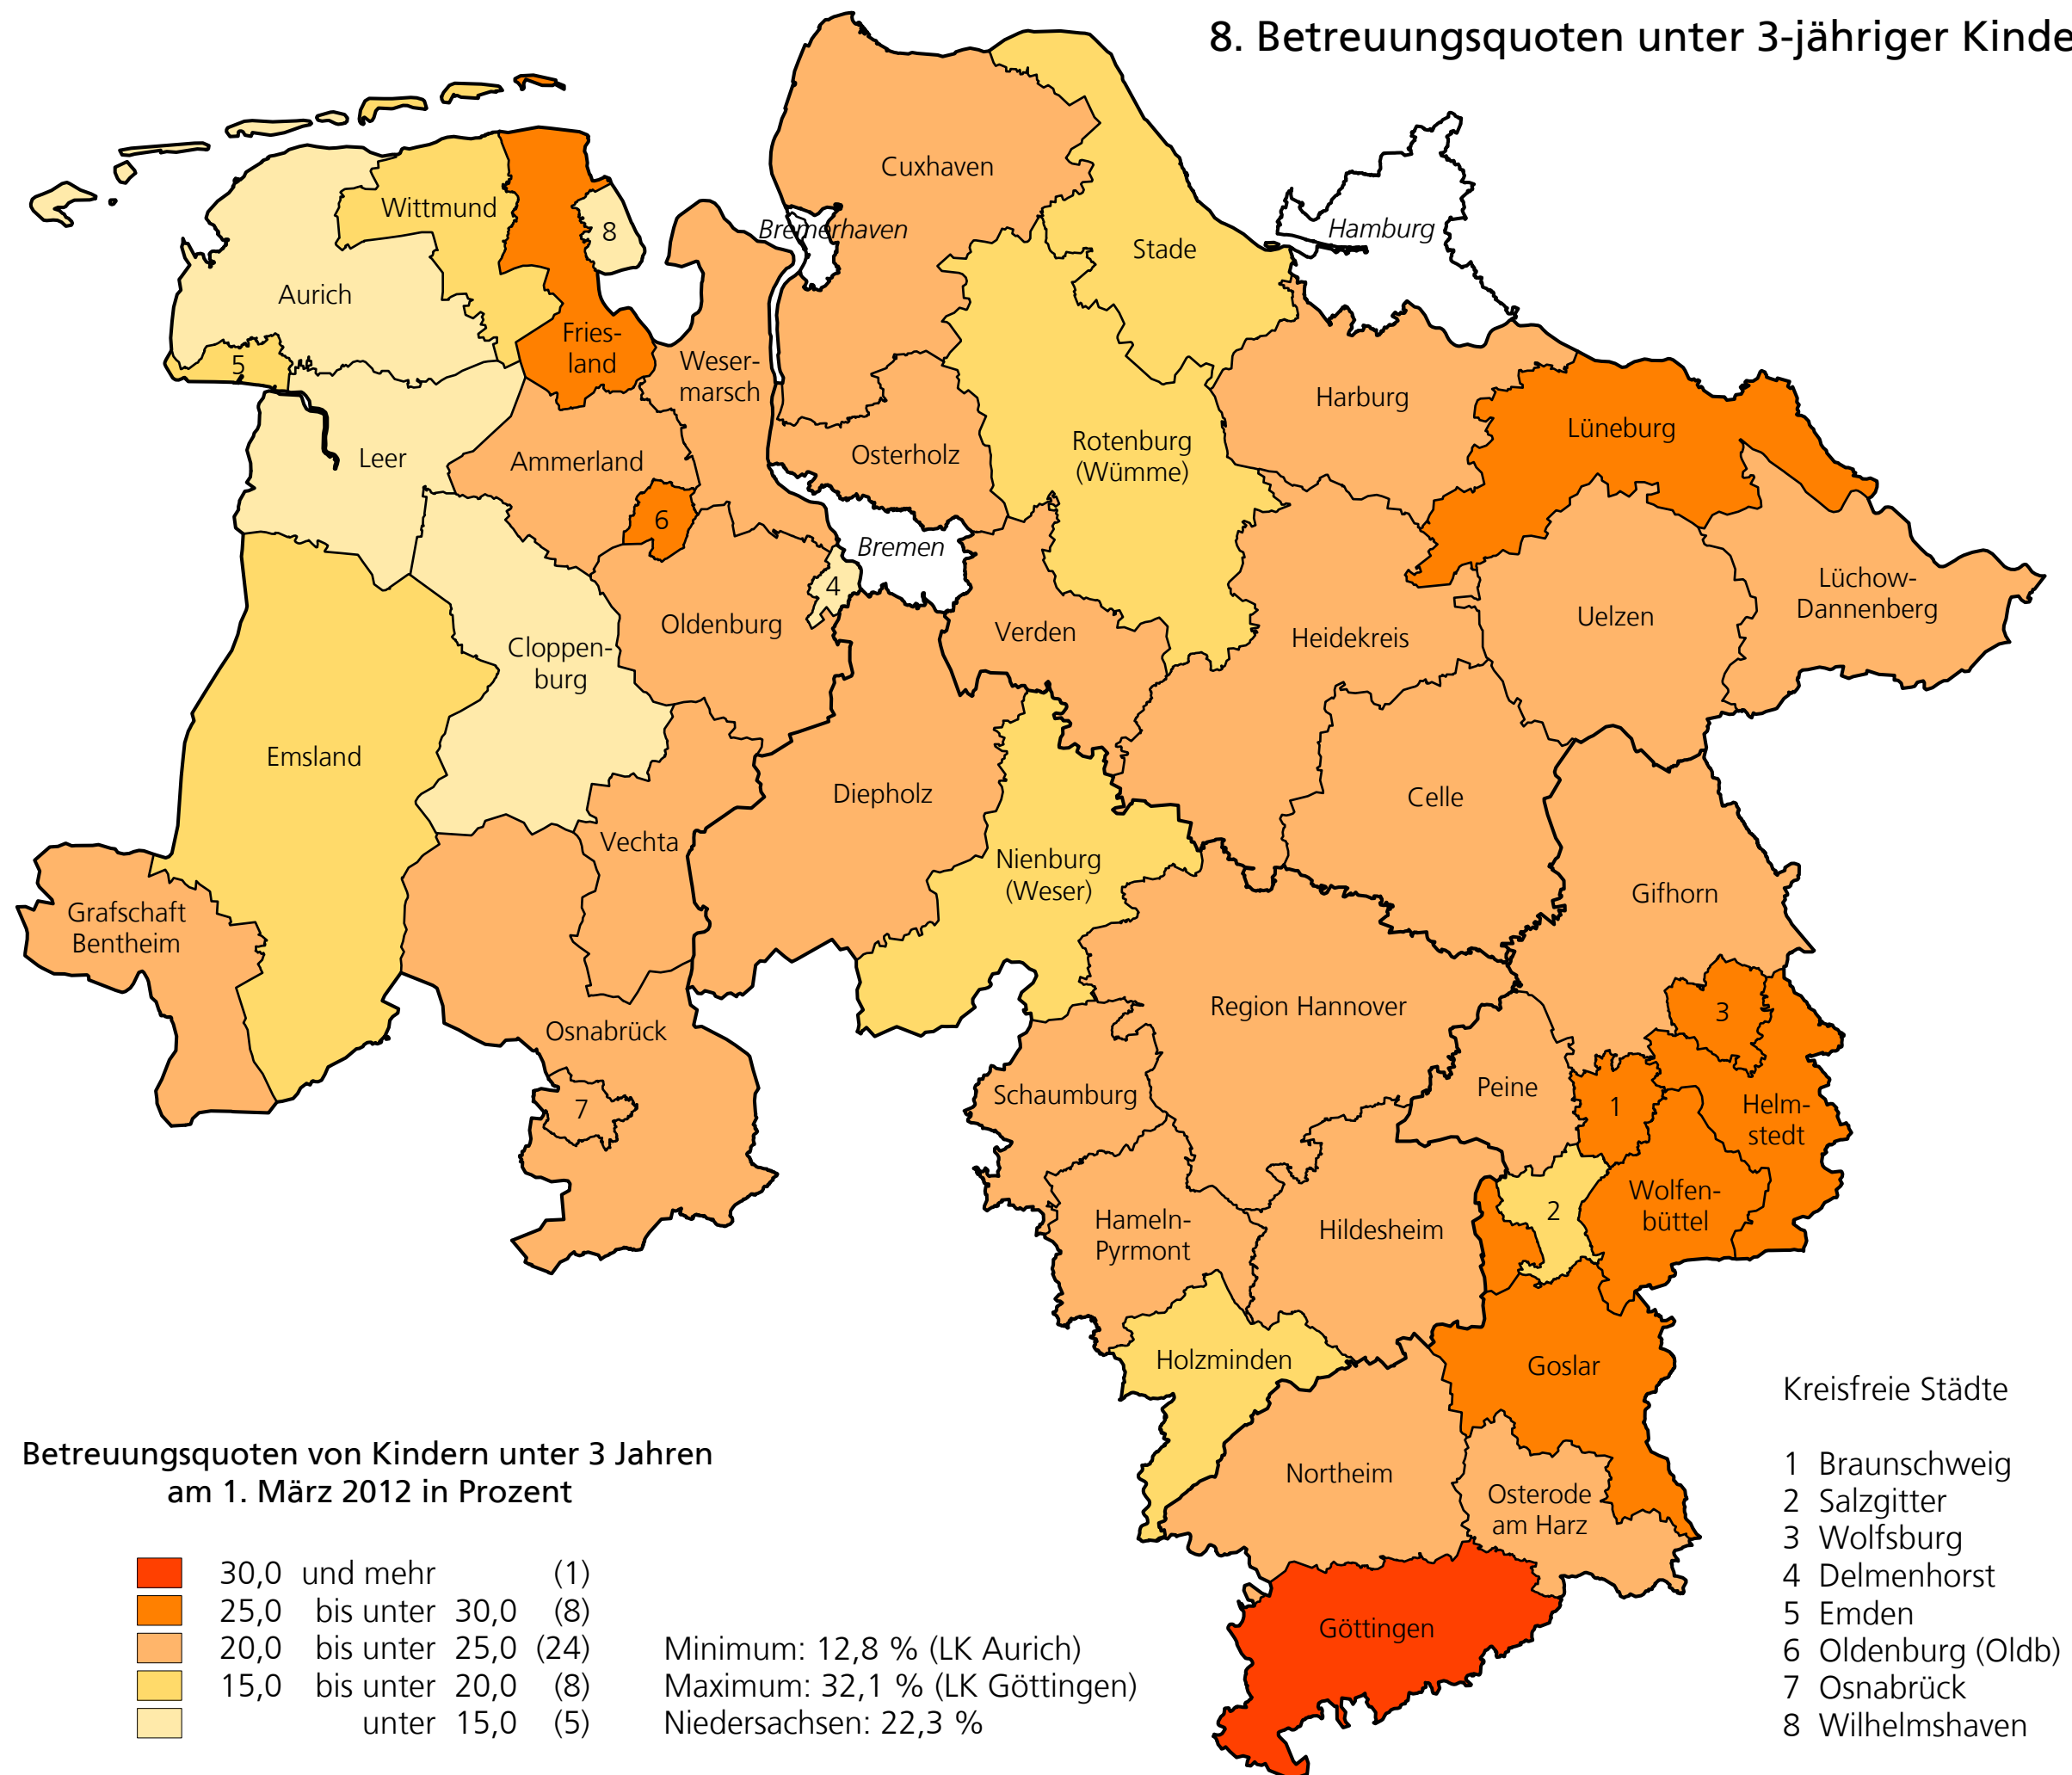 8. Betreuungsquoten unter 3-jähriger Kinde
Cuxhaven
Wittmund
8
Bremerhaven
Hamburg
Stade
Aurich
Fries-
land
5
Weser-
marsch
Harburg
Lüneburg
Rotenburg
(Wümme)
Osterholz
Leer
Ammerland
6
Bremen
4
Lüchow-
Dannenberg
Uelzen
Oldenburg
Verden
Heidekreis
Cloppen-
burg
Emsland
Diepholz
Celle
Vechta
Nienburg
(Weser)
Gifhorn
Grafschaft
Bentheim
Region Hannover
3
Osnabrück
Peine
Schaumburg
7
1
Helm-
stedt
Wolfen-
büttel
2
Hameln-
Pyrmont
Hildesheim
Holzminden
Goslar
Northeim
Osterode
am Harz
Göttingen
Kreisfreie Städte
1 Braunschweig
2 Salzgitter
3 Wolfsburg
4 Delmenhorst
5 Emden
6 Oldenburg (Oldb)
7 Osnabrück
8 Wilhelmshaven
Betreuungsquoten von Kindern unter 3 Jahren
am 1. März 2012 in Prozent
30,0 und mehr (1)
25,0 bis unter 30,0 (8)
20,0 bis unter 25,0 (24)
15,0 bis unter 20,0 (8)
unter 15,0 (5)
Minimum: 12,8 % (LK Aurich)
Maximum: 32,1 % (LK Göttingen)
Niedersachsen: 22,3 %